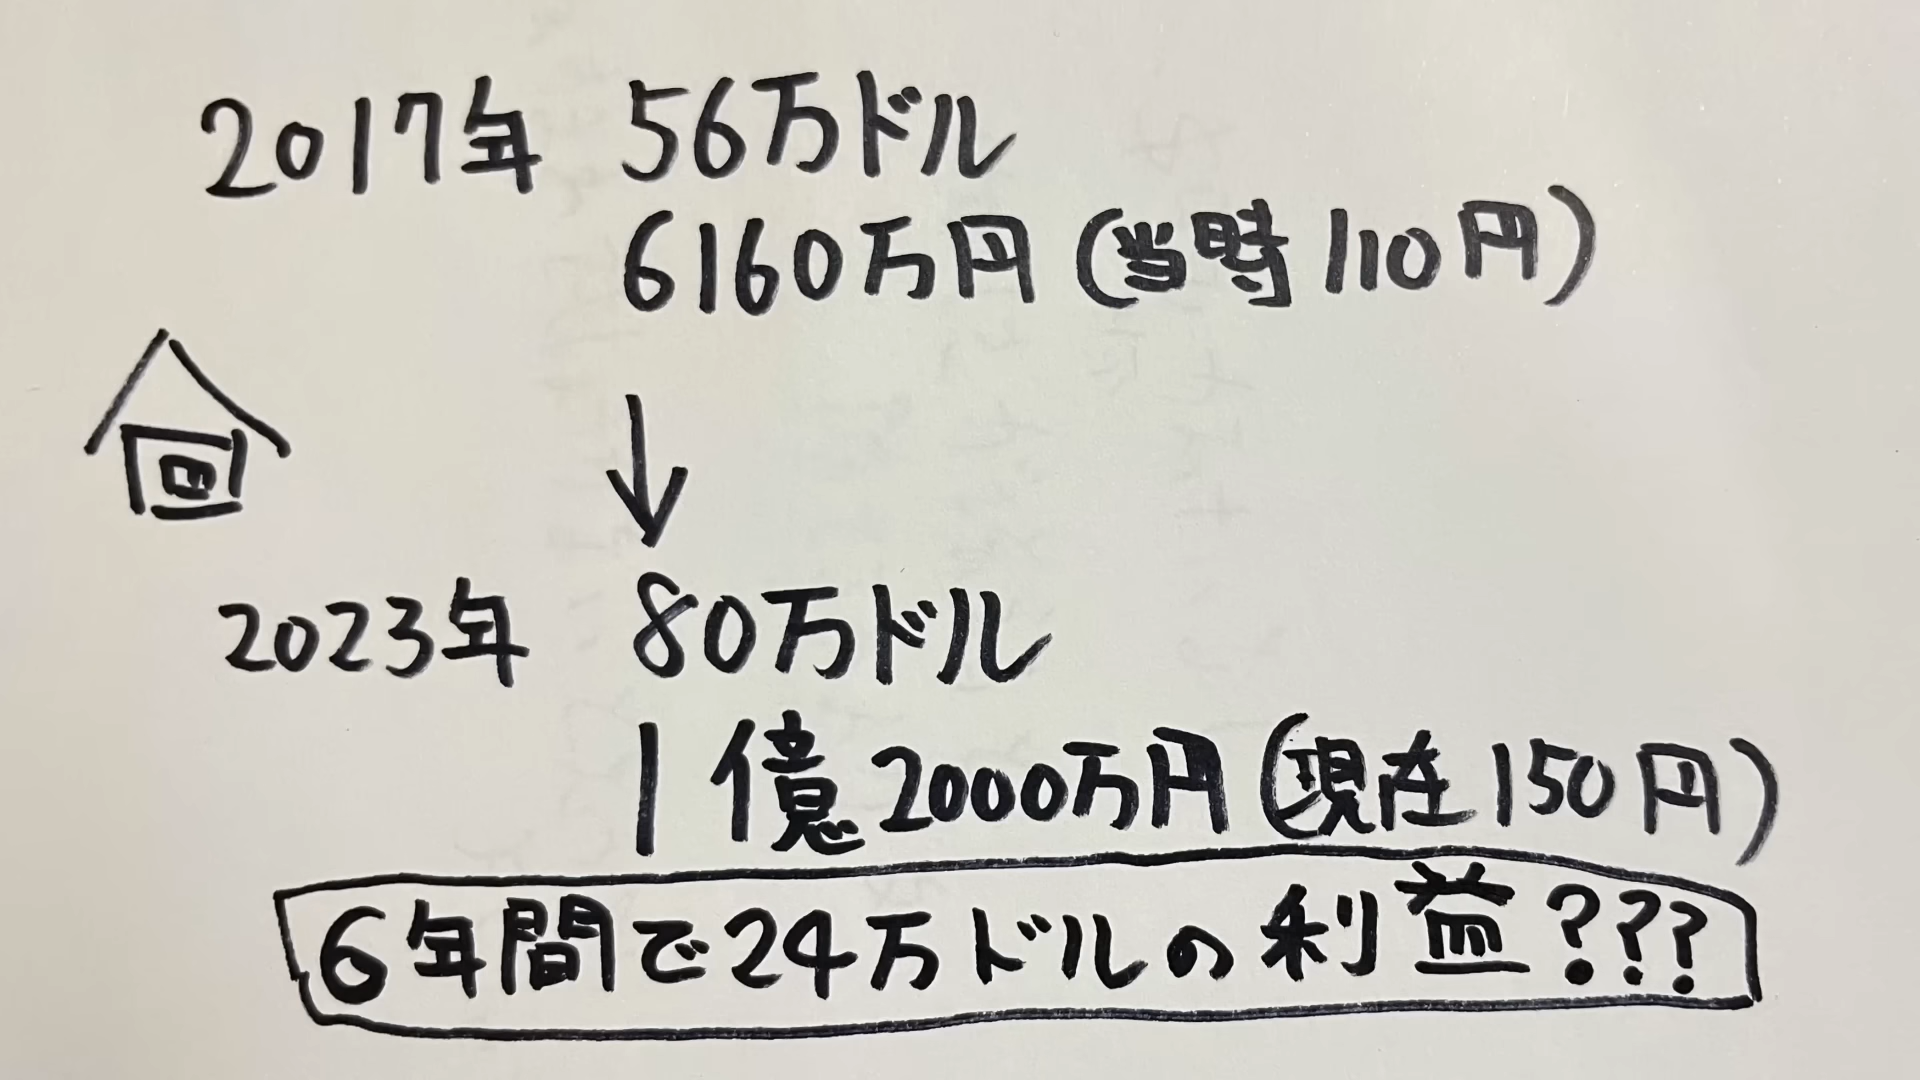 2017年 56万ドル
6160万円(当時110円)
2023年 80万ドル
1億2000万円(現在150円)
6年間で24万ドルの利益???